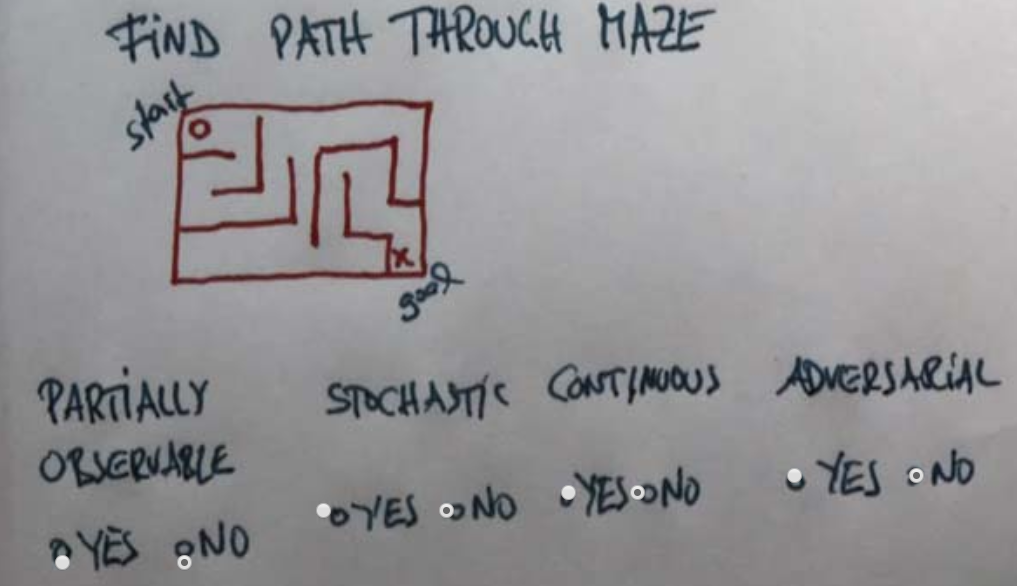 FiND PATH THROUGH MAZE
start
O
X
goal
PARTiALLY OBSERVABLE
YES NO
STOCHASTIC
YES NO
CONTINUOUS
YES NO
ADVERSARiAL
YES NO